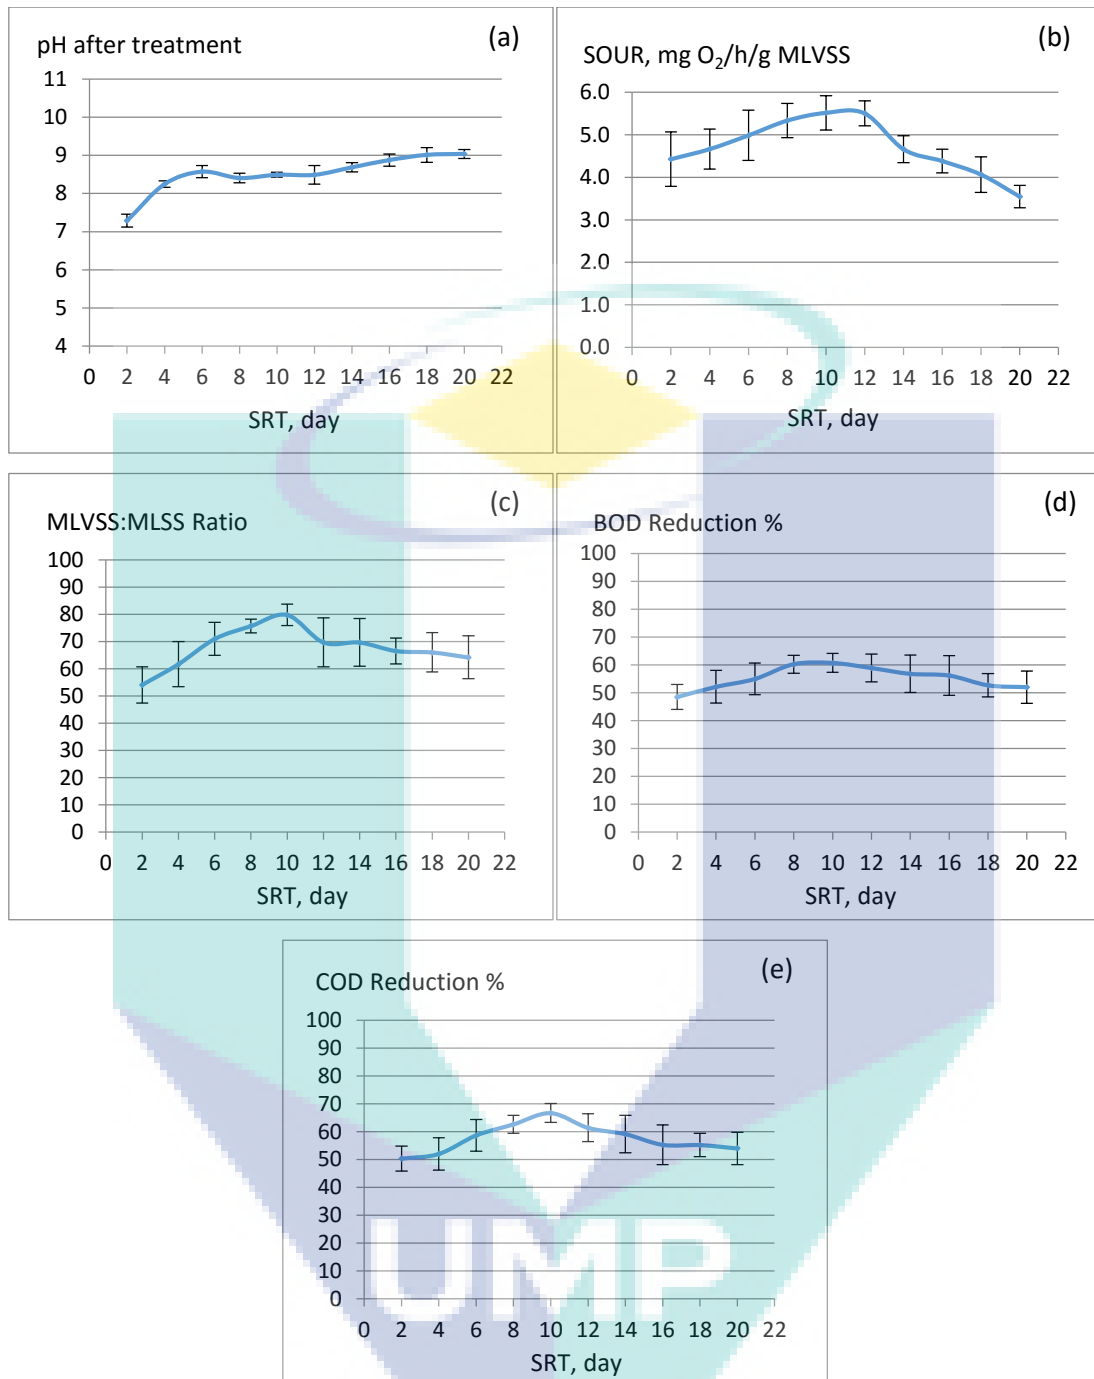 pH after treatment
(a)
11
10
9
8
7
6
5
4
0 2 4 6 8 10 12 14 16 18 20 22
SRT, day
(b)
SOUR, mg O₂/h/g MLVSS
6.0
5.0
4.0
3.0
2.0
1.0
0.0
0 2 4 6 8 10 12 14 16 18 20 22
SRT, day
(c)
MLVSS:MLSS Ratio
100
90
80
70
60
50
40
30
20
10
0
0 2 4 6 8 10 12 14 16 18 20 22
SRT, day
(d)
BOD Reduction %
100
90
80
70
60
50
40
30
20
10
0
0 2 4 6 8 10 12 14 16 18 20 22
SRT, day
(e)
COD Reduction %
100
90
80
70
60
50
40
30
20
10
0
0 2 4 6 8 10 12 14 16 18 20 22
SRT, day
UMP